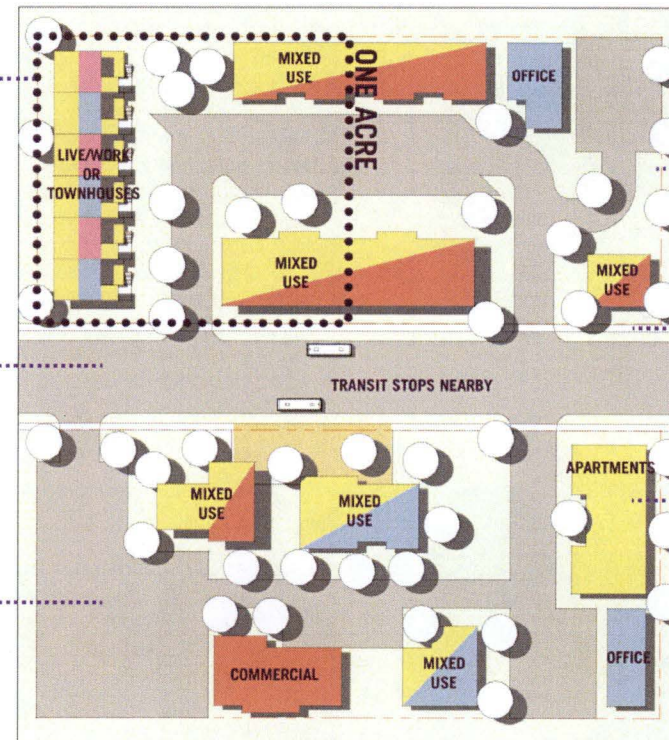 MIXED
USE
OFFICE
ONE ACRE
LIVE/WORK
OR
TOWNHOUSES
MIXED
USE
MIXED
USE
TRANSIT STOPS NEARBY
MIXED
USE
MIXED
USE
APARTMENTS
COMMERCIAL
MIXED
USE
OFFICE